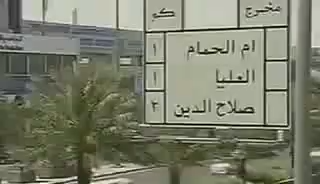 مخرج كم
ام الحمام ١
العليا ١
صلاح الدين ٢